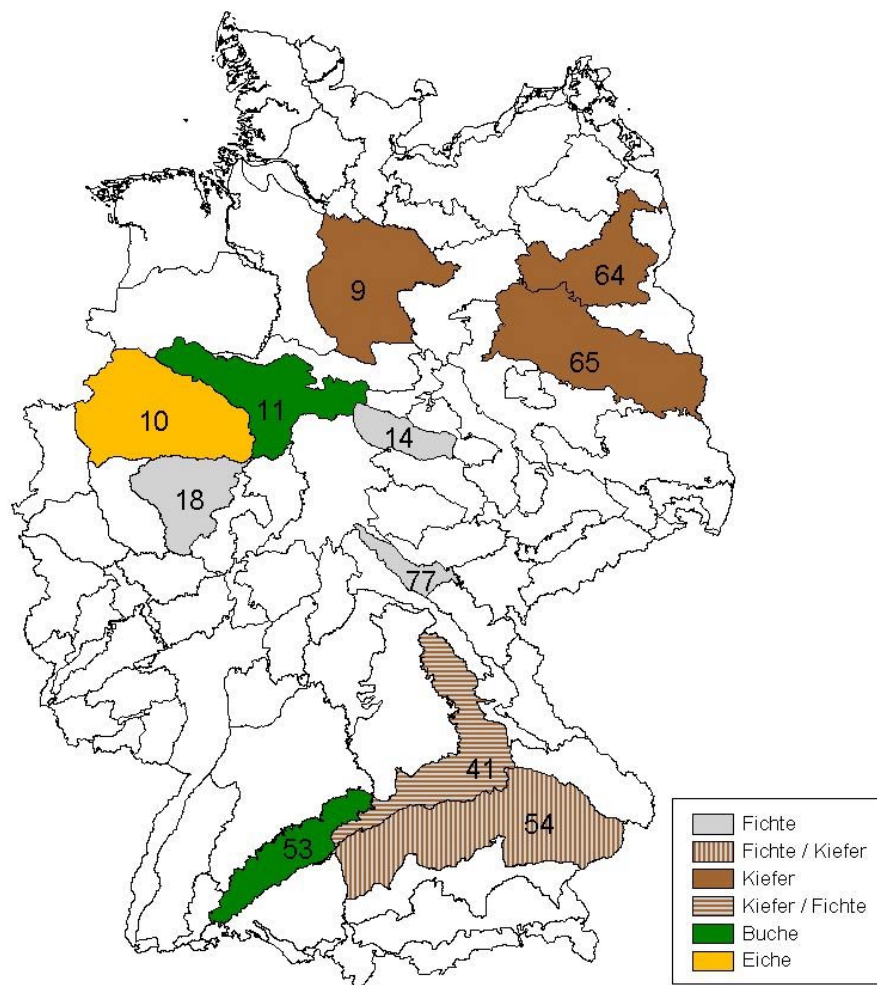 64
9
65
11
10
14
18
77
41
54
53
Fichte
Fichte / Kiefer
Kiefer
Kiefer / Fichte
Buche
Eiche